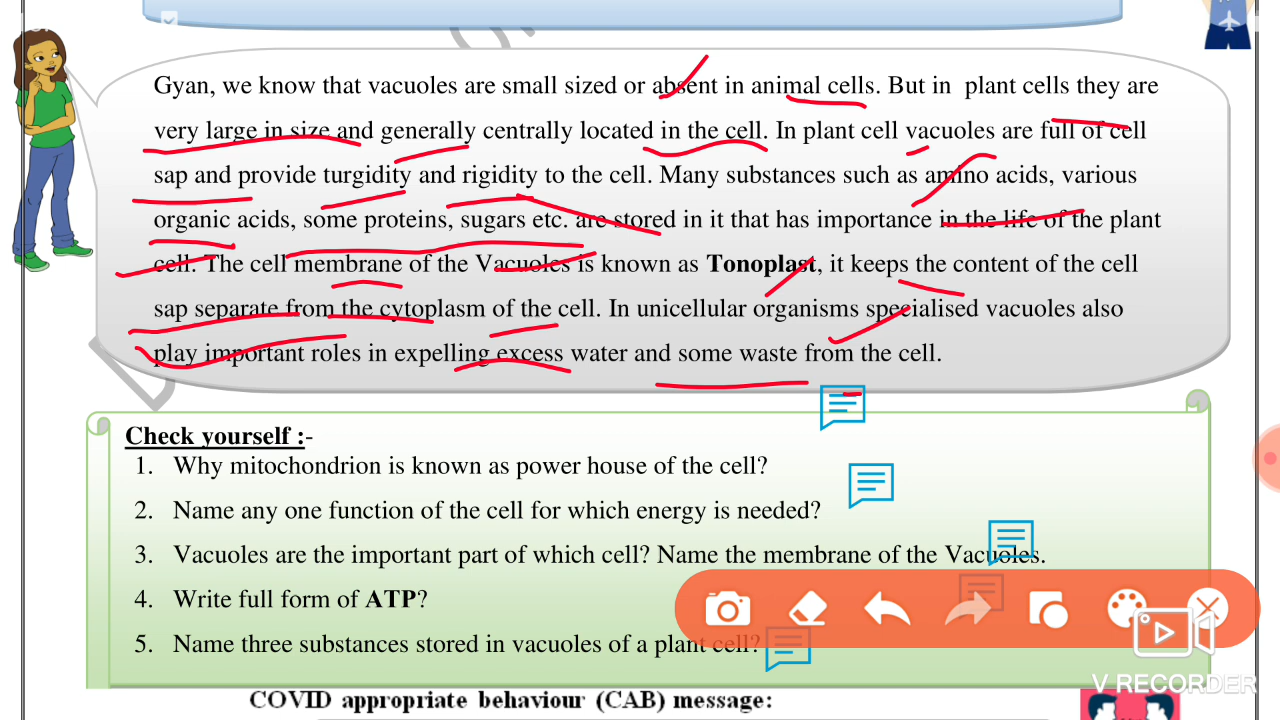 Gyan, we know that vacuoles are small sized or absent in animal cells. But in plant cells they are
very large in size and generally centrally located in the cell. In plant cell vacuoles are full of cell
sap and provide turgidity and rigidity to the cell. Many substances such as amino acids, various
organic acids, some proteins, sugars etc. are stored in it that has importance in the life of the plant
cell. The cell membrane of the Vacuoles is known as Tonoplast, it keeps the content of the cell
sap separate from the cytoplasm of the cell. In unicellular organisms specialised vacuoles also
play important roles in expelling excess water and some waste from the cell.
Check yourself :-
1. Why mitochondrion is known as power house of the cell?
2. Name any one function of the cell for which energy is needed?
3. Vacuoles are the important part of which cell? Name the membrane of the Vacuoles.
4. Write full form of ATP?
5. Name three substances stored in vacuoles of a plant cell?
V RECORDER
COVID appropriate behaviour (CAB) message: